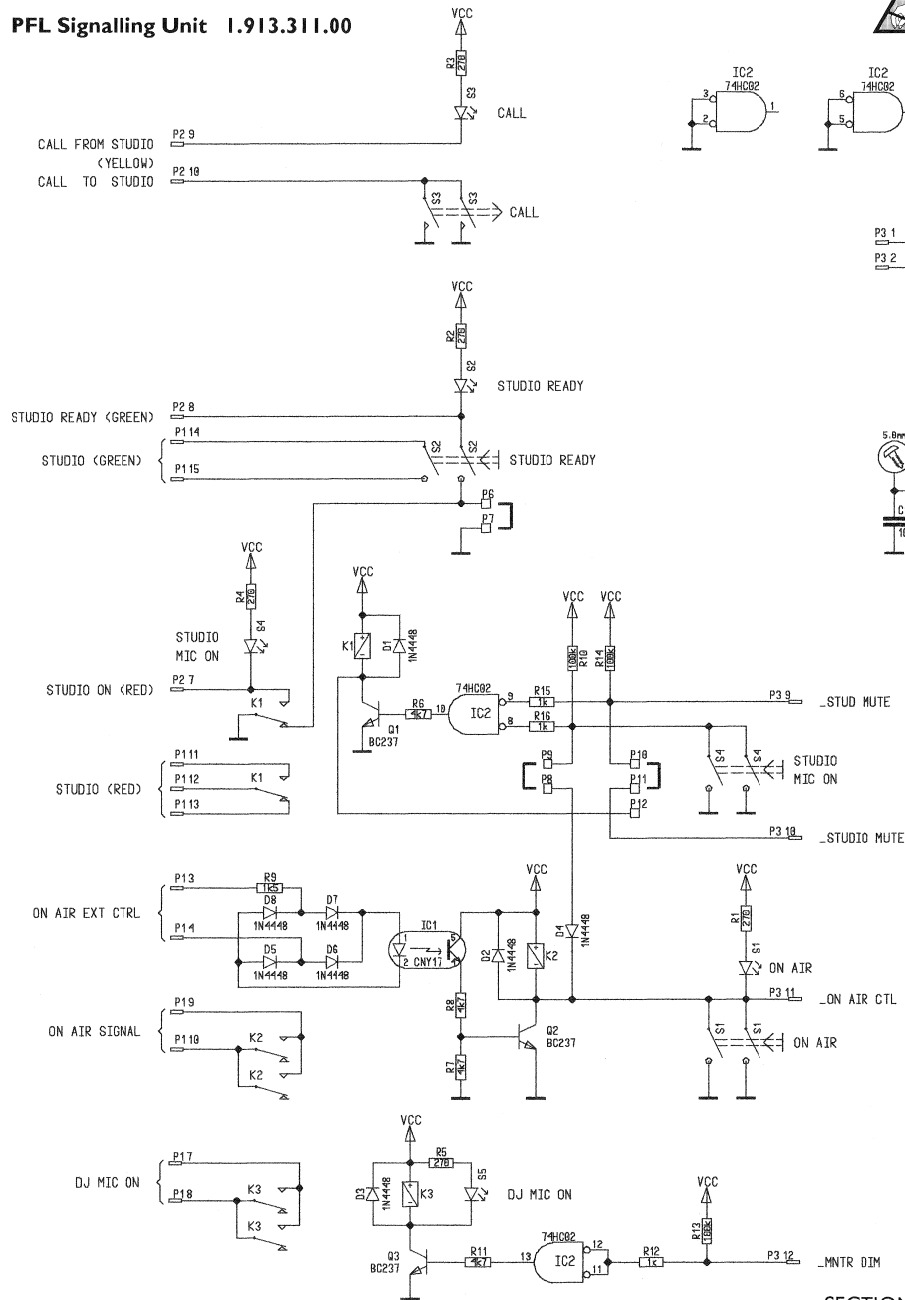 PFL Signalling Unit 1.913.311.00
VCC
R3
270
S3
CALL
IC2
74HC02
3
2
1
IC2
74HC02
6
5
CALL FROM STUDIO
P2 9
(YELLOW)
CALL TO STUDIO
P2 10
S3
S3
CALL
P3 1
P3 2
VCC
R2
270
S2
STUDIO READY
STUDIO READY (GREEN)
P2 8
P1 14
STUDIO (GREEN)
P1 15
S2
S2
STUDIO READY
5.0mm
C
10
P6
P7
VCC
R4
270
S4
STUDIO
MIC ON
STUDIO ON (RED)
P2 7
K1
VCC
K1
D1
1N4448
Q1
BC237
R6
4k7
10
74HC02
IC2
9
8
R15
1k
R16
1k
VCC
100k
R10
VCC
R14
100k
P3 9
_STUD MUTE
P9
P8
P10
P11
P12
S4
S4
STUDIO
MIC ON
P1 11
STUDIO (RED)
P1 12
K1
P1 13
P3 10
_STUDIO MUTE
P1 3
R9
1k5
ON AIR EXT CTRL
D8
1N4448
D7
1N4448
P1 4
D5
1N4448
D6
1N4448
IC1
1
2
CNY17
5
4
VCC
D2
1N4448
K2
D4
1N4448
VCC
R1
270
S1
ON AIR
P3 11
_ON AIR CTL
P1 9
ON AIR SIGNAL
P1 10
K2
K2
R8
4k7
R7
4k7
Q2
BC237
S1
S1
ON AIR
VCC
P1 7
DJ MIC ON
P1 8
K3
K3
D3
1N4448
K3
R5
270
S5
DJ MIC ON
Q3
BC237
R11
4k7
13
74HC02
IC2
12
11
R12
1k
VCC
R13
100k
P3 12
_MNTR DIM
SECTION